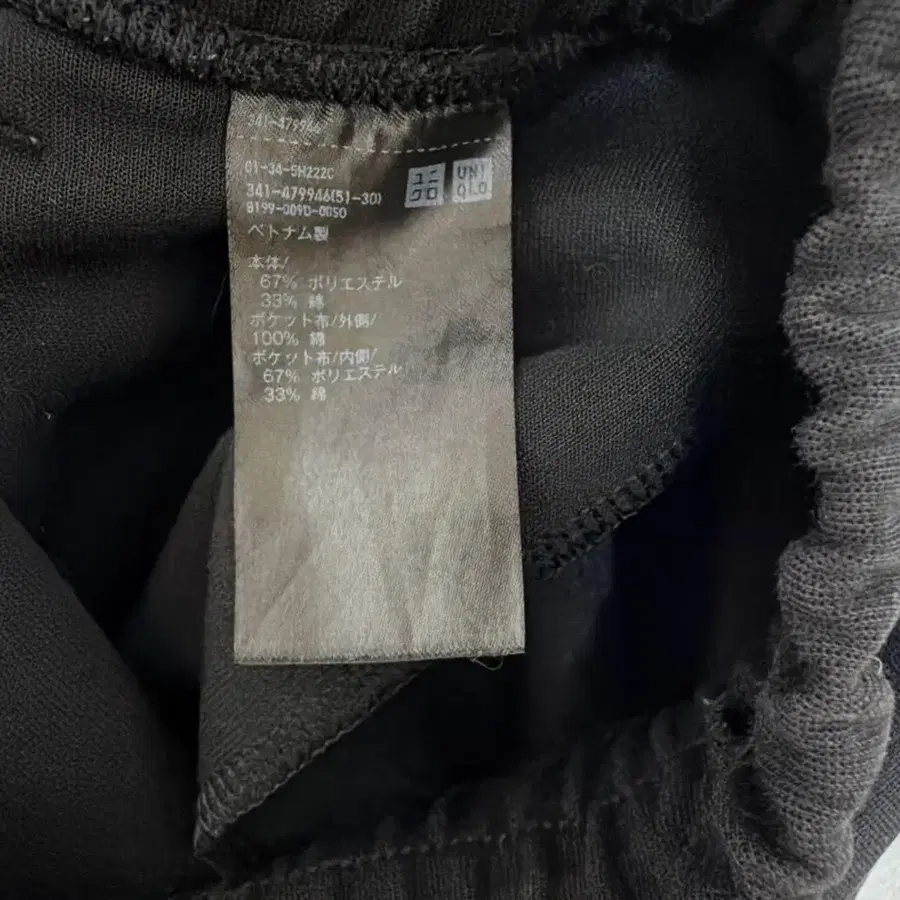 341-479946
01-34-5H222C
341-479946(51-30)
8199-009D-00S0
ユニ
クロ
UNI
QLO
ベトナム製
本体/
67% ポリエステル
33% 綿
ポケット布/外側/
100% 綿
ポケット布/内側/
67% ポリエステル
33% 綿